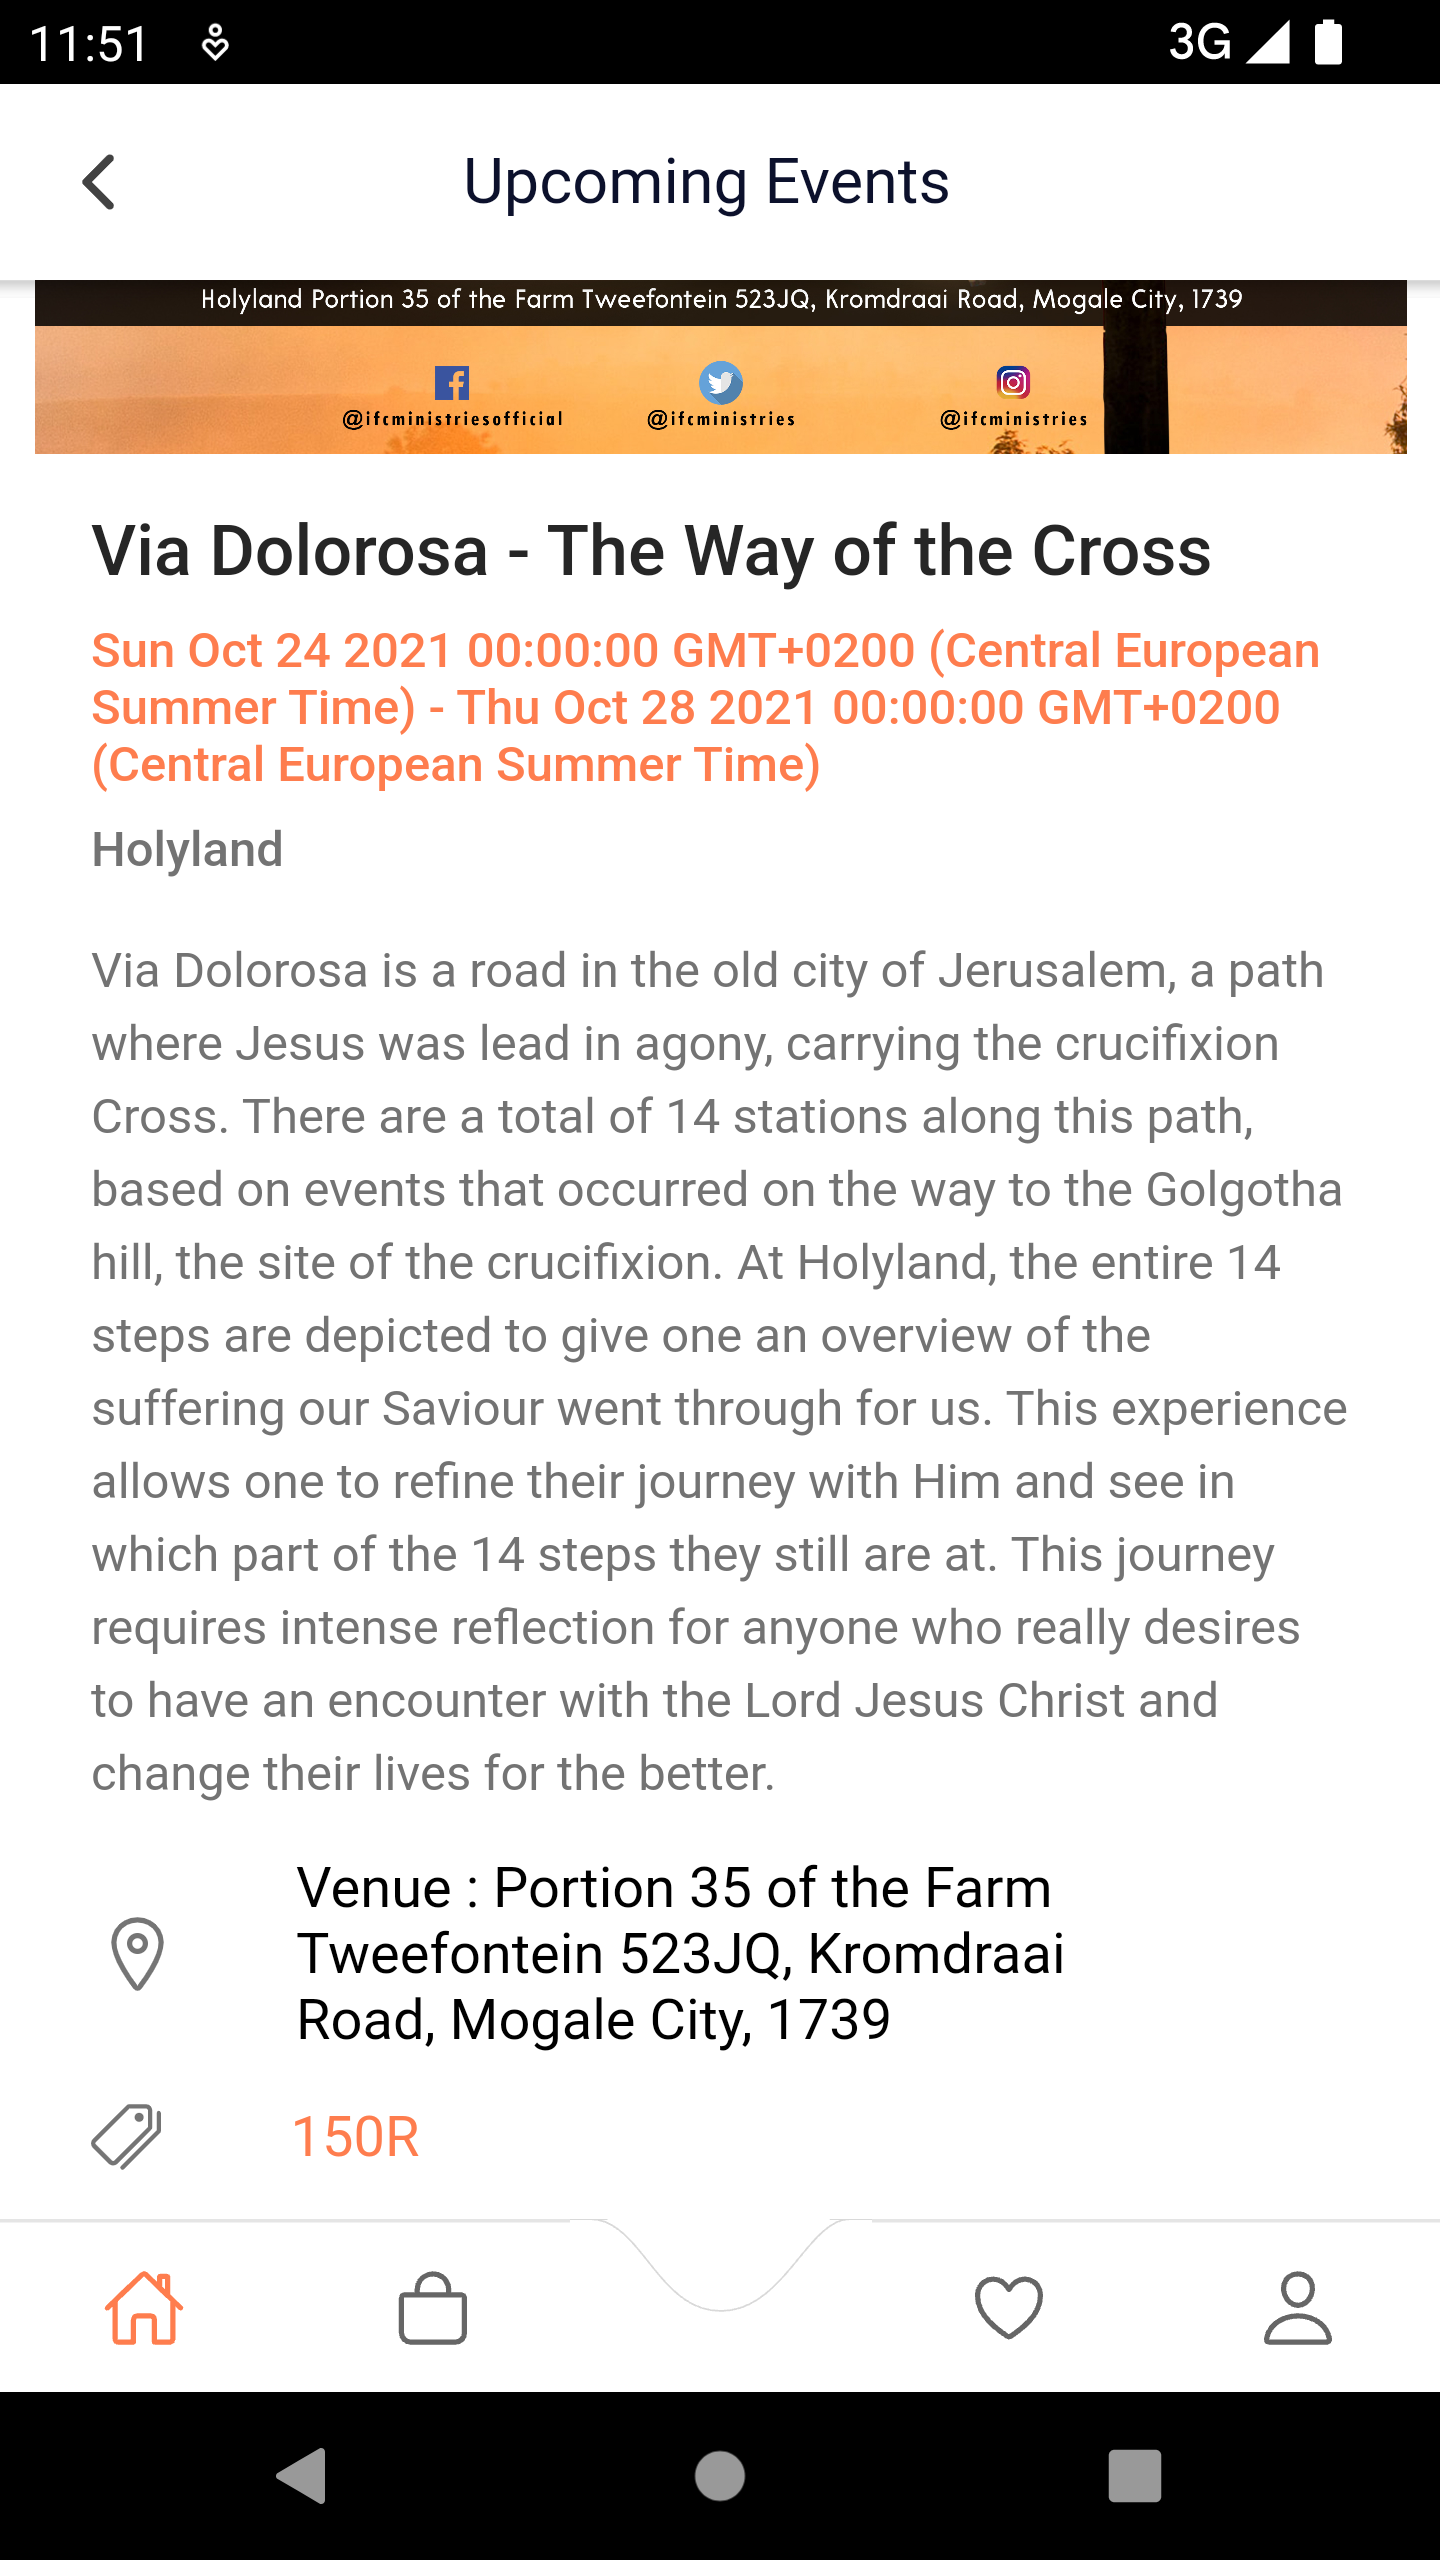 11:51
3G
Upcoming Events
Holyland Portion 35 of the Farm Tweefontein 523JQ, Kromdraai Road, Mogale City, 1739
@ifcministriesofficial @ifcministries @ifcministries
Via Dolorosa - The Way of the Cross
Sun Oct 24 2021 00:00:00 GMT+0200 (Central European
Summer Time) - Thu Oct 28 2021 00:00:00 GMT+0200
(Central European Summer Time)
Holyland
Via Dolorosa is a road in the old city of Jerusalem, a path
where Jesus was lead in agony, carrying the crucifixion
Cross. There are a total of 14 stations along this path,
based on events that occurred on the way to the Golgotha
hill, the site of the crucifixion. At Holyland, the entire 14
steps are depicted to give one an overview of the
suffering our Saviour went through for us. This experience
allows one to refine their journey with Him and see in
which part of the 14 steps they still are at. This journey
requires intense reflection for anyone who really desires
to have an encounter with the Lord Jesus Christ and
change their lives for the better.
Venue : Portion 35 of the Farm
Tweefontein 523JQ, Kromdraai
Road, Mogale City, 1739
150R